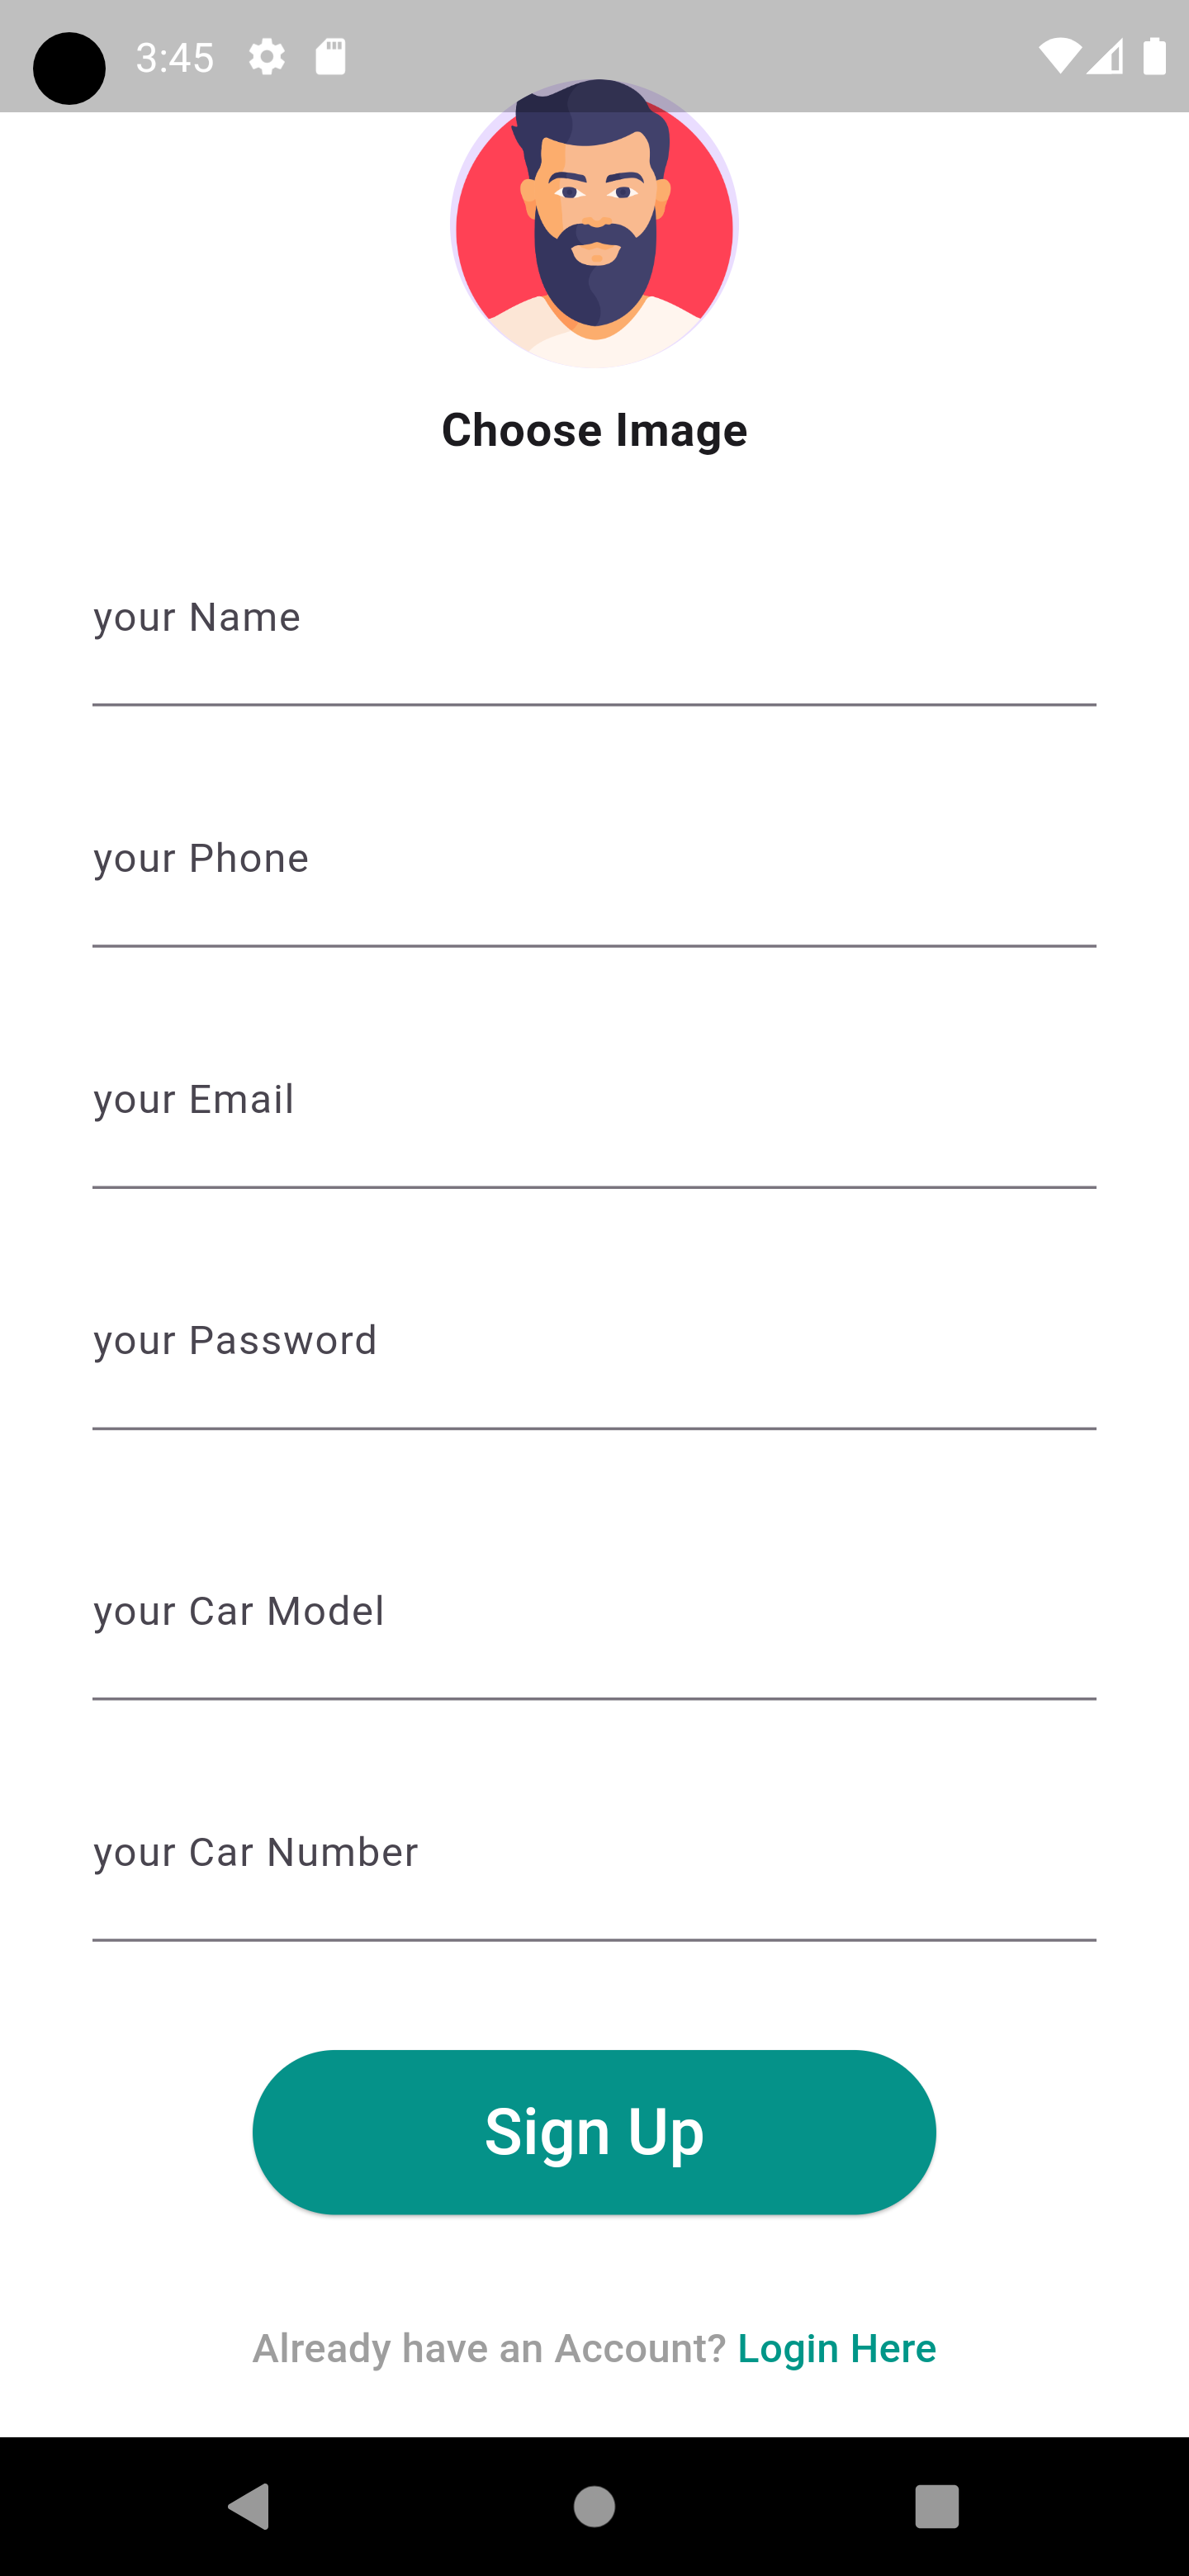 3:45
Choose Image
your Name
your Phone
your Email
your Password
your Car Model
your Car Number
Sign Up
Already have an Account? Login Here